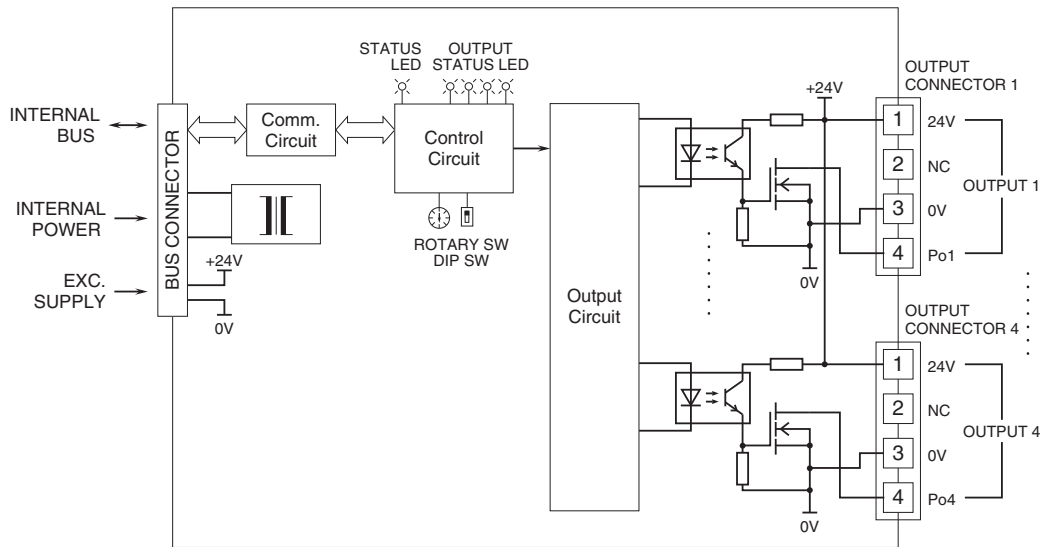 STATUS
LED
OUTPUT
STATUS LED
INTERNAL
BUS
INTERNAL
POWER
EXC.
SUPPLY
BUS CONNECTOR
+24V
0V
Comm.
Circuit
Control
Circuit
ROTARY SW
DIP SW
Output
Circuit
+24V
0V
OUTPUT
CONNECTOR 1
1 24V
2 NC
3 0V
4 Po1
OUTPUT 1
0V
OUTPUT
CONNECTOR 4
1 24V
2 NC
3 0V
4 Po4
OUTPUT 4